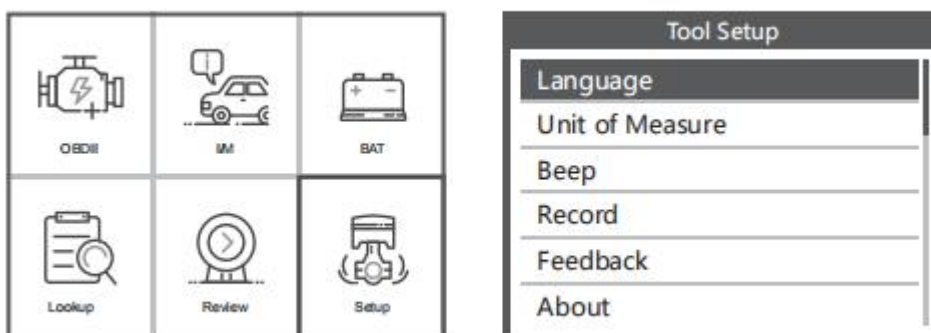 OBDII
I/M
BAT
Lookup
Review
Setup
Tool Setup
Language
Unit of Measure
Beep
Record
Feedback
About